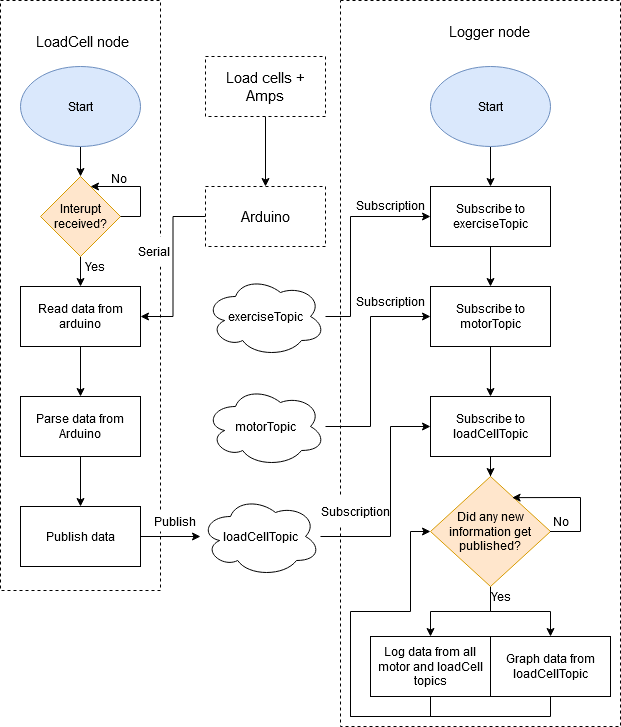 LoadCell node
Start
No
Interupt
received?
Yes
Read data from
arduino
Parse data from
Arduino
Publish data
Publish
Load cells +
Amps
Arduino
Serial
exerciseTopic
motorTopic
loadCellTopic
Logger node
Start
Subscription
Subscribe to
exerciseTopic
Subscription
Subscribe to
motorTopic
Subscribe to
loadCellTopic
Subscription
Did any new
information get
published?
No
Yes
Log data from all
motor and loadCell
topics
Graph data from
loadCellTopic